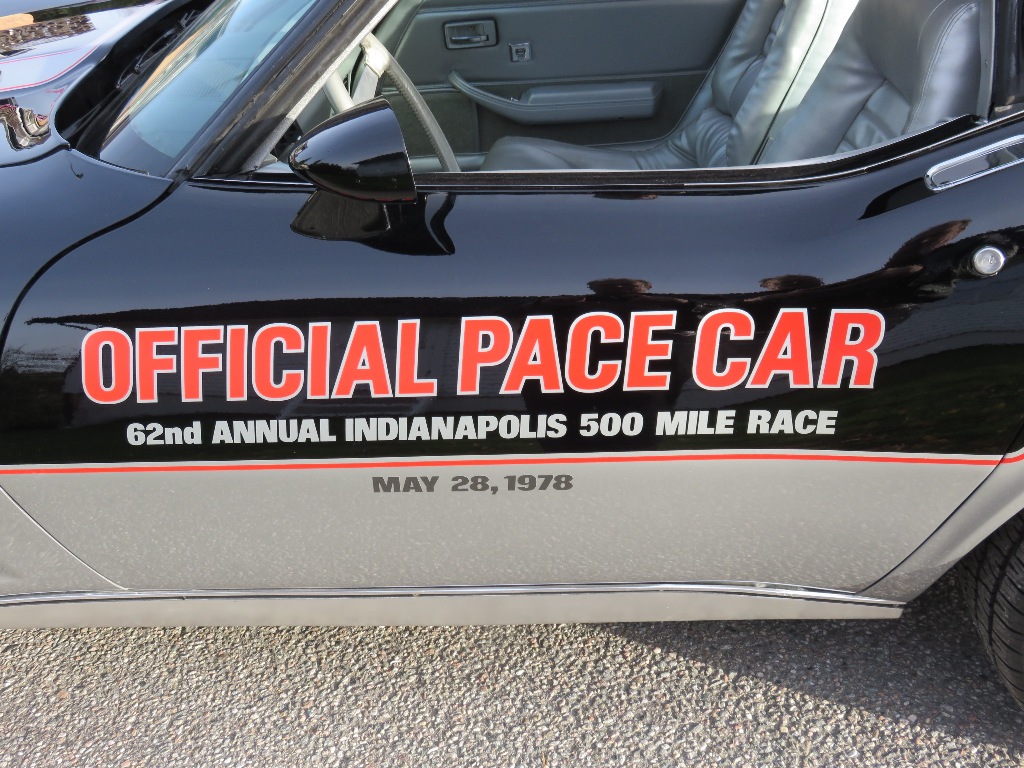 OFFICIAL PACE CAR
62nd ANNUAL INDIANAPOLIS 500 MILE RACE
MAY 28, 1978